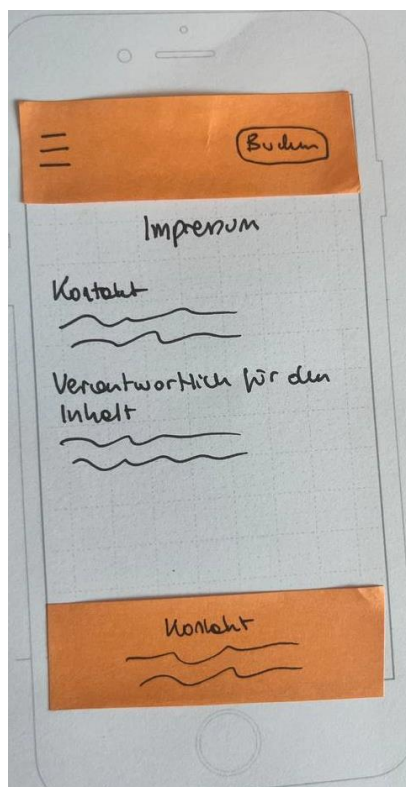 Buchen
Impressum
Kontakt
Verantwortlich für den
Inhalt
Kontakt